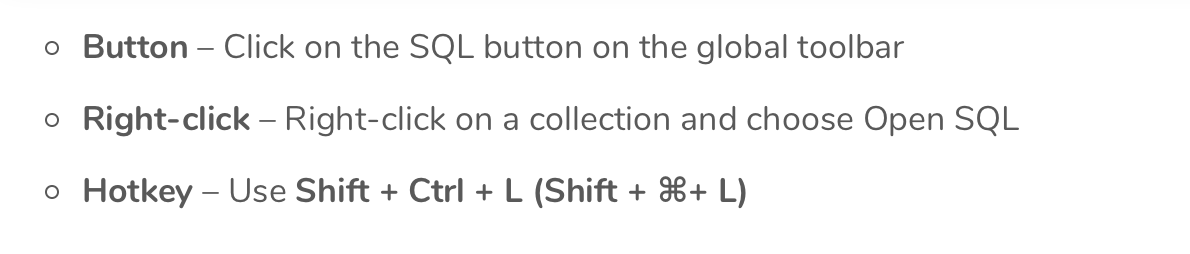 ○ Button – Click on the SQL button on the global toolbar
○ Right-click – Right-click on a collection and choose Open SQL
○ Hotkey – Use Shift + Ctrl + L (Shift + ⌘+ L)